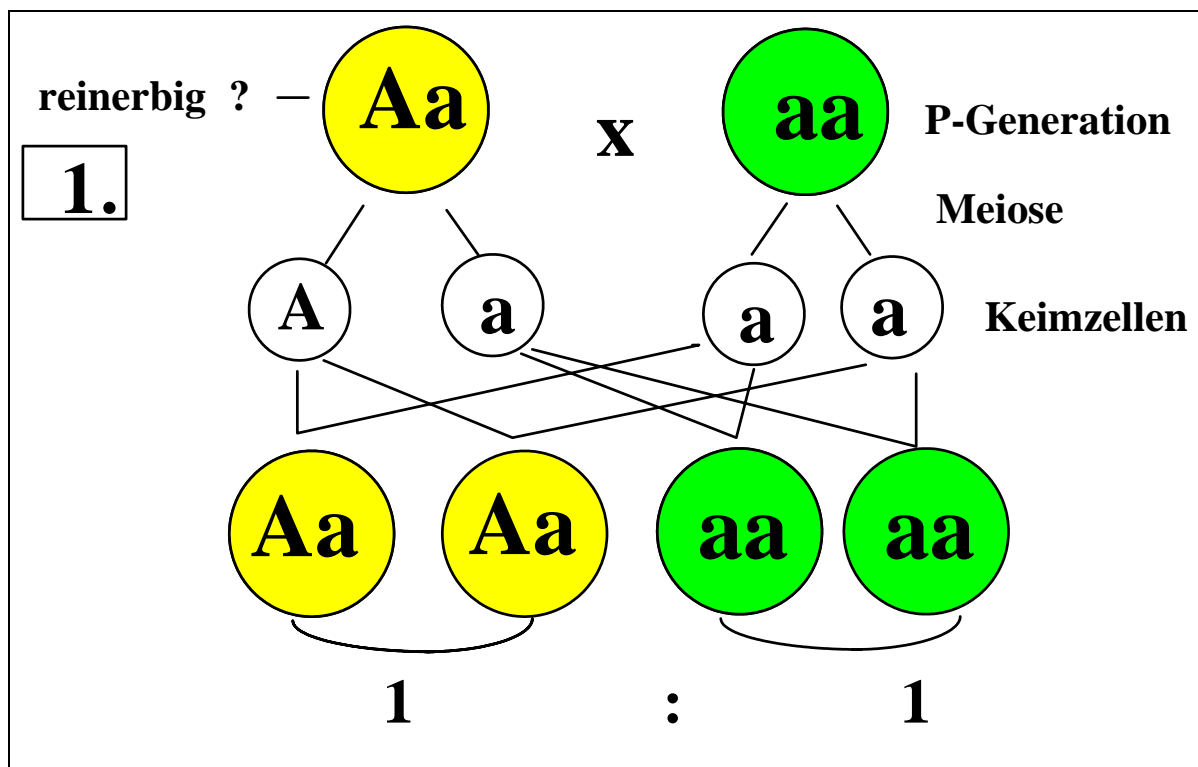 reinerbig ? – Aa x aa P-Generation
1.
Meiose
A a a a Keimzellen
Aa Aa aa aa
1 : 1